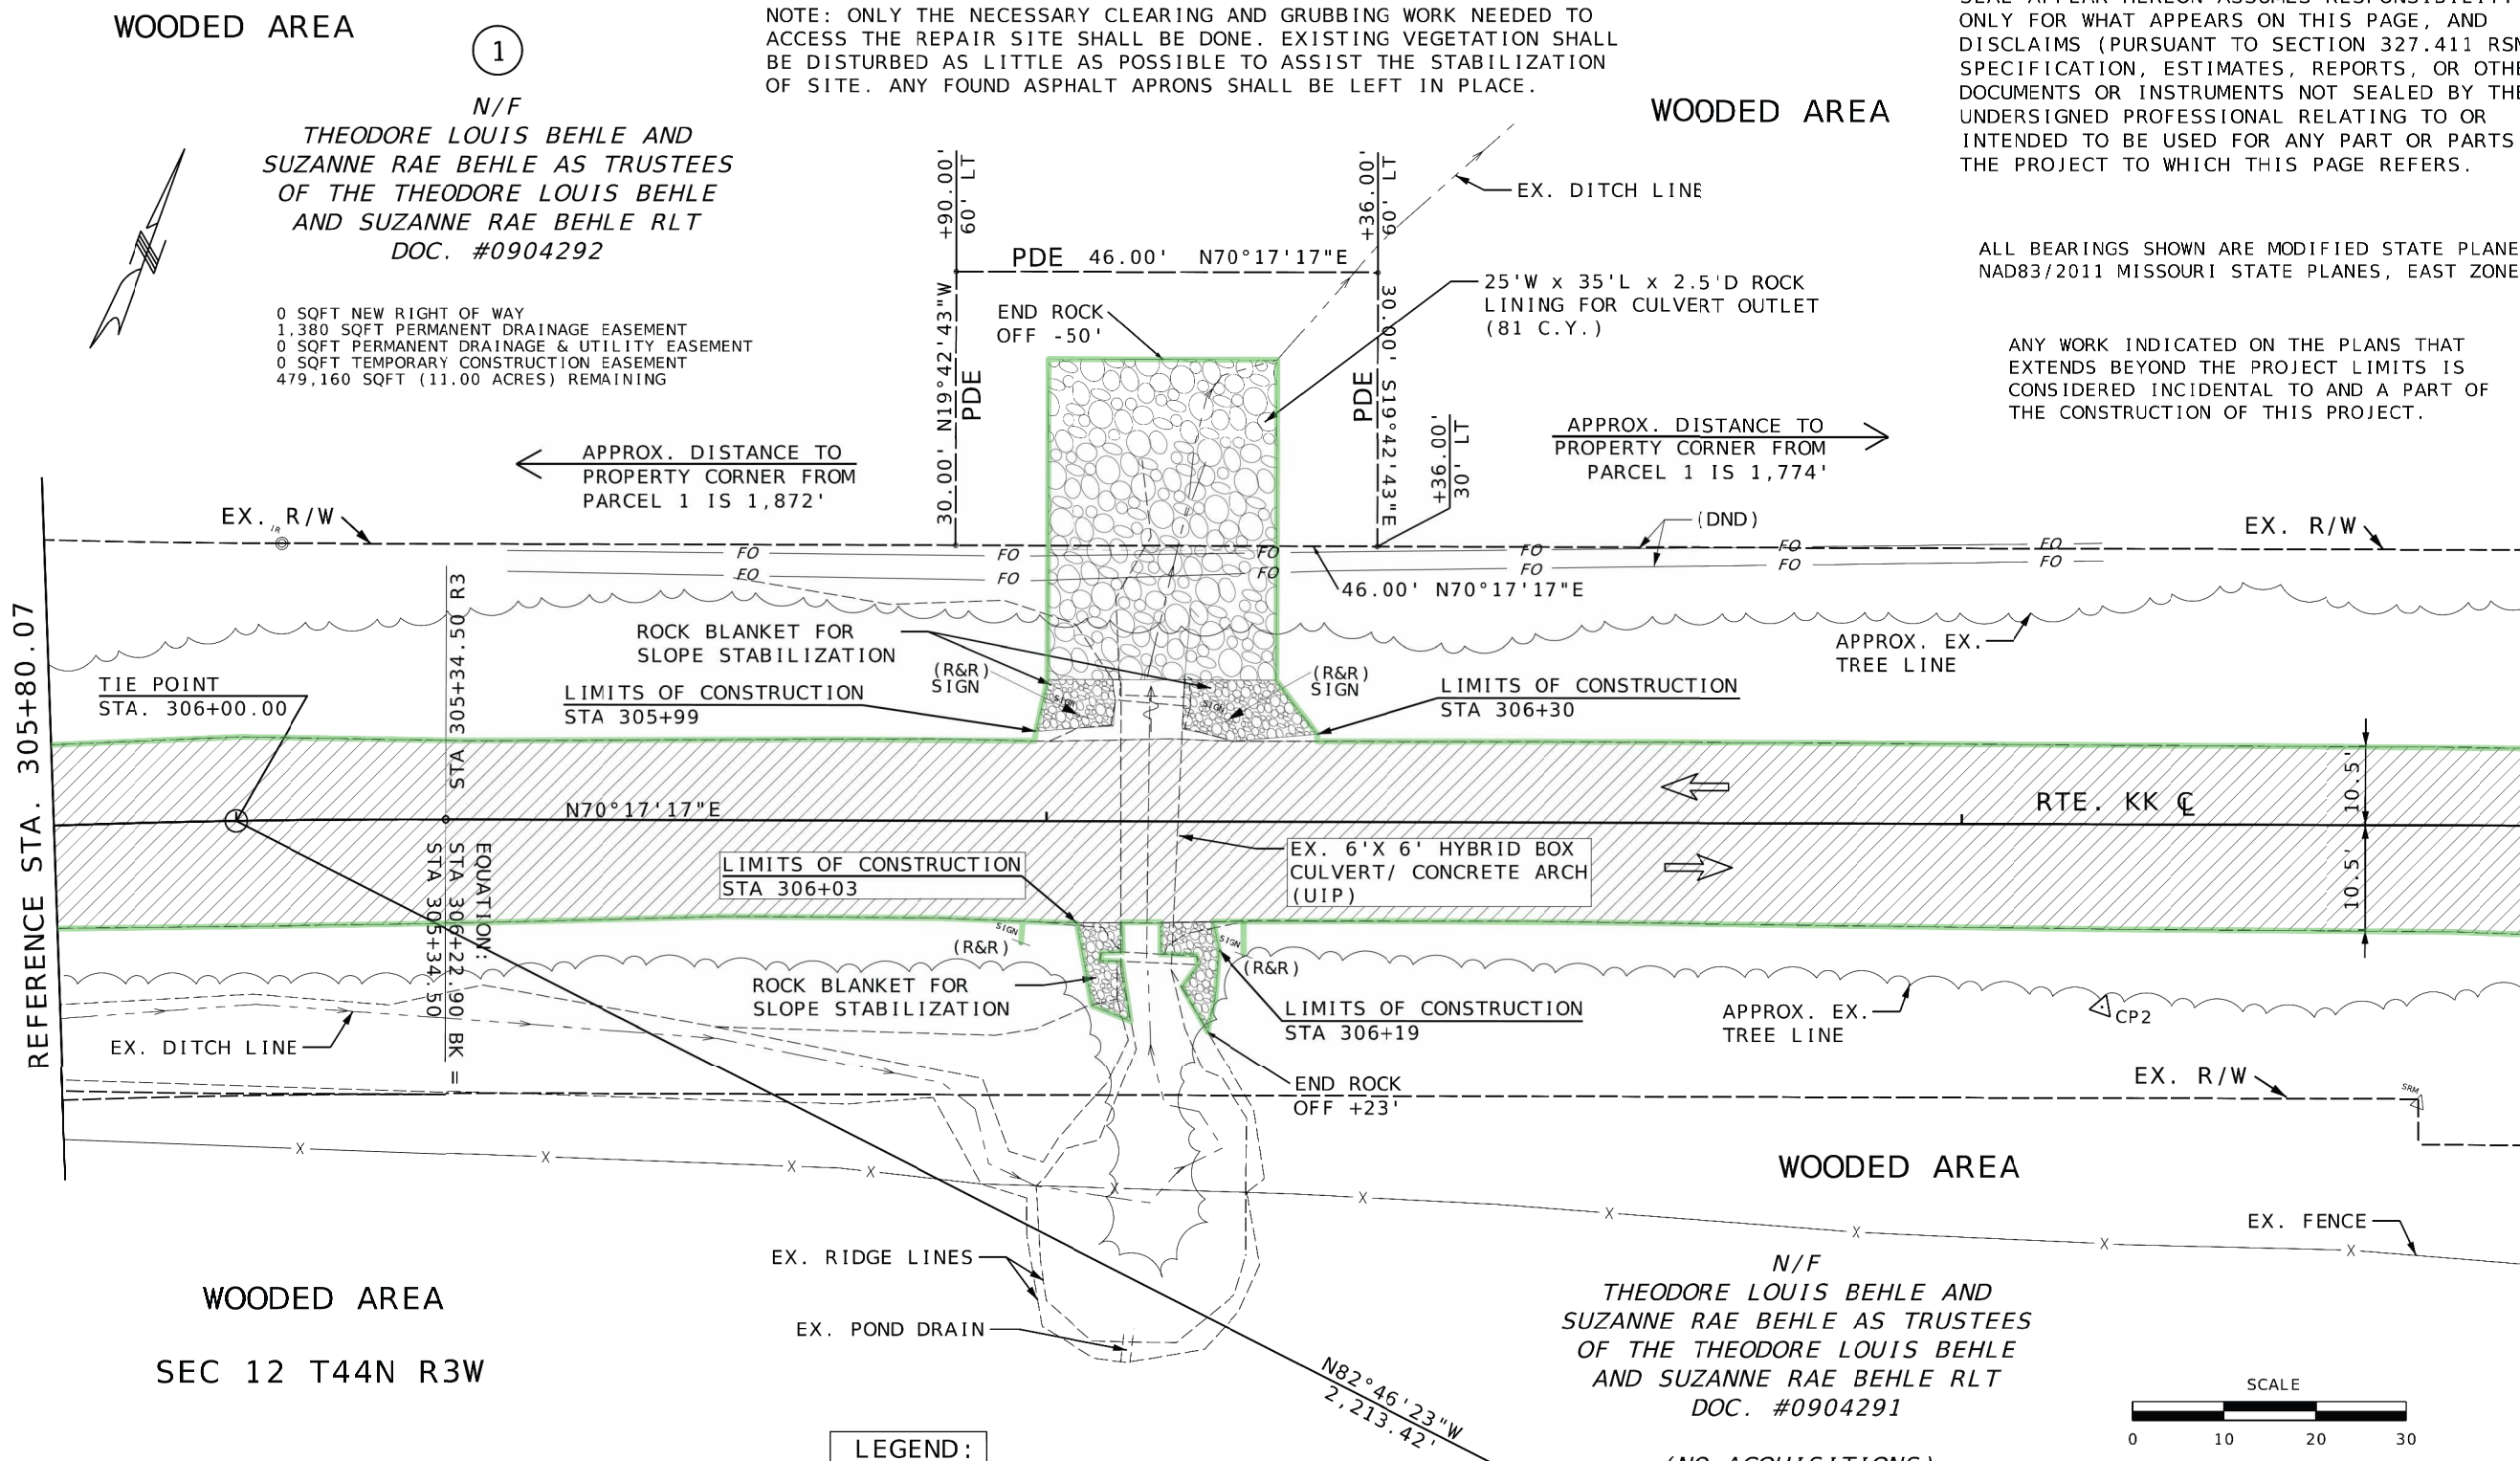 WOODED AREA
1
N/F
THEODORE LOUIS BEHLE AND
SUZANNE RAE BEHLE AS TRUSTEES
OF THE THEODORE LOUIS BEHLE
AND SUZANNE RAE BEHLE RLT
DOC. #0904292
0 SQFT NEW RIGHT OF WAY
1,380 SQFT PERMANENT DRAINAGE EASEMENT
0 SQFT PERMANENT DRAINAGE & UTILITY EASEMENT
0 SQFT TEMPORARY CONSTRUCTION EASEMENT
479,160 SQFT (11.00 ACRES) REMAINING
NOTE: ONLY THE NECESSARY CLEARING AND GRUBBING WORK NEEDED TO
ACCESS THE REPAIR SITE SHALL BE DONE. EXISTING VEGETATION SHALL
BE DISTURBED AS LITTLE AS POSSIBLE TO ASSIST THE STABILIZATION
OF SITE. ANY FOUND ASPHALT APRONS SHALL BE LEFT IN PLACE.
WOODED AREA
ONLY FOR WHAT APPEARS ON THIS PAGE, AND
DISCLAIMS (PURSUANT TO SECTION 327.411 RSM
SPECIFICATION, ESTIMATES, REPORTS, OR OTHE
DOCUMENTS OR INSTRUMENTS NOT SEALED BY THE
UNDERSIGNED PROFESSIONAL RELATING TO OR
INTENDED TO BE USED FOR ANY PART OR PARTS
THE PROJECT TO WHICH THIS PAGE REFERS.
ALL BEARINGS SHOWN ARE MODIFIED STATE PLANE
NAD83/2011 MISSOURI STATE PLANES, EAST ZONE
ANY WORK INDICATED ON THE PLANS THAT
EXTENDS BEYOND THE PROJECT LIMITS IS
CONSIDERED INCIDENTAL TO AND A PART OF
THE CONSTRUCTION OF THIS PROJECT.
+90.00'
60' LT
+36.00'
60' LT
EX. DITCH LINE
PDE 46.00' N70°17'17"E
END ROCK
OFF -50'
25'W x 35'L x 2.5'D ROCK
LINING FOR CULVERT OUTLET
(81 C.Y.)
30.00' N19°42'43"W
PDE
PDE
30.00' S19°42'43"E
+36.00'
30' LT
APPROX. DISTANCE TO
PROPERTY CORNER FROM
PARCEL 1 IS 1,872'
APPROX. DISTANCE TO
PROPERTY CORNER FROM
PARCEL 1 IS 1,774'
EX. R/W
IR
(DND)
EX. R/W
FO FO FO FO FO FO
FO FO FO FO FO FO
46.00' N70°17'17"E
ROCK BLANKET FOR
SLOPE STABILIZATION
(R&R)
SIGN
(R&R)
SIGN
SIGN
SIGN
APPROX. EX.
TREE LINE
TIE POINT
STA. 306+00.00
STA 305+34.50 R3
LIMITS OF CONSTRUCTION
STA 305+99
LIMITS OF CONSTRUCTION
STA 306+30
REFERENCE STA. 305+80.07
N70°17'17"E
RTE. KK ℄
10.5'
10.5'
EQUATION:
STA 306+22.90 BK =
STA 305+34.50
LIMITS OF CONSTRUCTION
STA 306+03
EX. 6'X 6' HYBRID BOX
CULVERT/ CONCRETE ARCH
(UIP)
SIGN
(R&R)
SIGN
(R&R)
ROCK BLANKET FOR
SLOPE STABILIZATION
LIMITS OF CONSTRUCTION
STA 306+19
APPROX. EX.
TREE LINE
CP2
EX. DITCH LINE
END ROCK
OFF +23'
EX. R/W
SRM
X X X X X X X X X X
WOODED AREA
EX. FENCE
EX. RIDGE LINES
EX. POND DRAIN
WOODED AREA
SEC 12 T44N R3W
N82°46'23"W
2,213.42'
N/F
THEODORE LOUIS BEHLE AND
SUZANNE RAE BEHLE AS TRUSTEES
OF THE THEODORE LOUIS BEHLE
AND SUZANNE RAE BEHLE RLT
DOC. #0904291
SCALE
0 10 20 30
LEGEND: